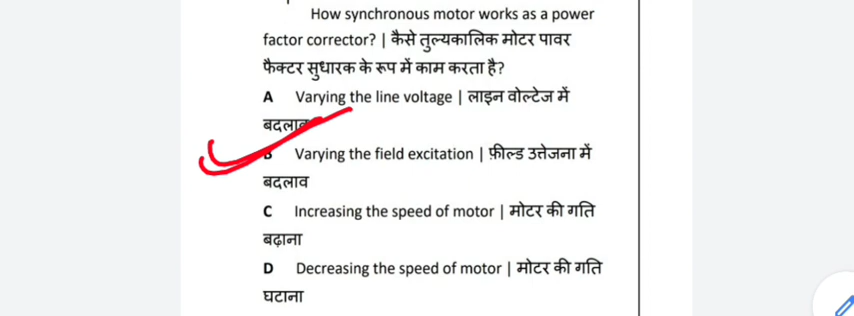 How synchronous motor works as a power
factor corrector? | कैसे तुल्यकालिक मोटर पावर
फैक्टर सुधारक के रूप में काम करता है?
A Varying the line voltage | लाइन वोल्टेज में
बदलाव
B Varying the field excitation | फ़ील्ड उत्तेजना में
बदलाव
C Increasing the speed of motor | मोटर की गति
बढ़ाना
D Decreasing the speed of motor | मोटर की गति
घटाना